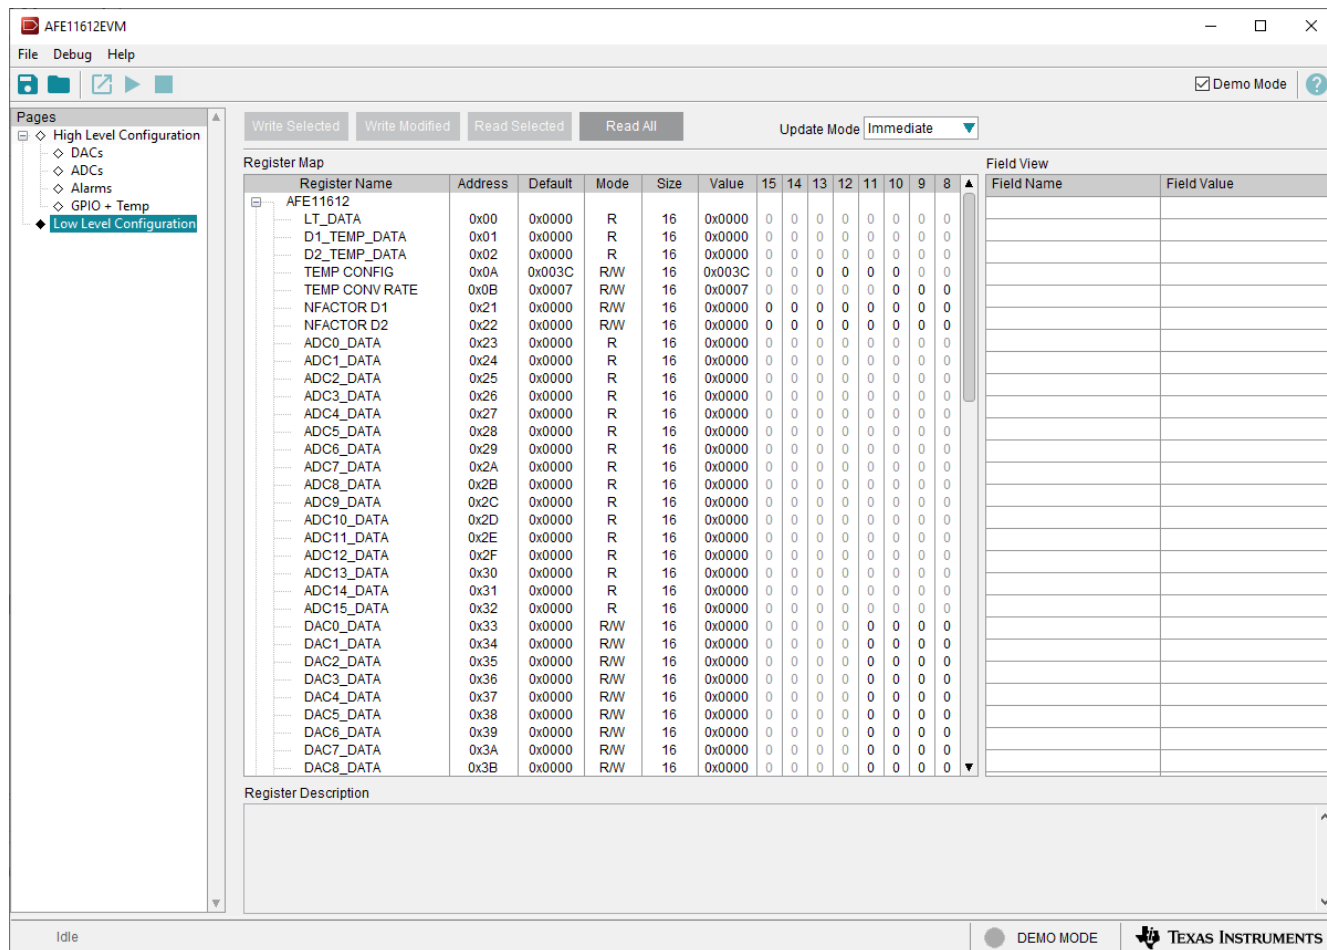 AFE11612EVM
File Debug Help
Demo Mode
Pages
High Level Configuration
DACs
ADCs
Alarms
GPIO + Temp
Low Level Configuration
Write Selected Write Modified Read Selected Read All Update Mode Immediate
Register Map
Register Name Address Default Mode Size Value 15 14 13 12 11 10 9 8
AFE11612
LT_DATA 0x00 0x0000 R 16 0x0000 0 0 0 0 0 0 0 0
D1_TEMP_DATA 0x01 0x0000 R 16 0x0000 0 0 0 0 0 0 0 0
D2_TEMP_DATA 0x02 0x0000 R 16 0x0000 0 0 0 0 0 0 0 0
TEMP CONFIG 0x0A 0x003C R/W 16 0x003C 0 0 0 0 0 0 0 0
TEMP CONV RATE 0x0B 0x0007 R/W 16 0x0007 0 0 0 0 0 0 0 0
NFACTOR D1 0x21 0x0000 R/W 16 0x0000 0 0 0 0 0 0 0 0
NFACTOR D2 0x22 0x0000 R/W 16 0x0000 0 0 0 0 0 0 0 0
ADC0_DATA 0x23 0x0000 R 16 0x0000 0 0 0 0 0 0 0 0
ADC1_DATA 0x24 0x0000 R 16 0x0000 0 0 0 0 0 0 0 0
ADC2_DATA 0x25 0x0000 R 16 0x0000 0 0 0 0 0 0 0 0
ADC3_DATA 0x26 0x0000 R 16 0x0000 0 0 0 0 0 0 0 0
ADC4_DATA 0x27 0x0000 R 16 0x0000 0 0 0 0 0 0 0 0
ADC5_DATA 0x28 0x0000 R 16 0x0000 0 0 0 0 0 0 0 0
ADC6_DATA 0x29 0x0000 R 16 0x0000 0 0 0 0 0 0 0 0
ADC7_DATA 0x2A 0x0000 R 16 0x0000 0 0 0 0 0 0 0 0
ADC8_DATA 0x2B 0x0000 R 16 0x0000 0 0 0 0 0 0 0 0
ADC9_DATA 0x2C 0x0000 R 16 0x0000 0 0 0 0 0 0 0 0
ADC10_DATA 0x2D 0x0000 R 16 0x0000 0 0 0 0 0 0 0 0
ADC11_DATA 0x2E 0x0000 R 16 0x0000 0 0 0 0 0 0 0 0
ADC12_DATA 0x2F 0x0000 R 16 0x0000 0 0 0 0 0 0 0 0
ADC13_DATA 0x30 0x0000 R 16 0x0000 0 0 0 0 0 0 0 0
ADC14_DATA 0x31 0x0000 R 16 0x0000 0 0 0 0 0 0 0 0
ADC15_DATA 0x32 0x0000 R 16 0x0000 0 0 0 0 0 0 0 0
DAC0_DATA 0x33 0x0000 R/W 16 0x0000 0 0 0 0 0 0 0 0
DAC1_DATA 0x34 0x0000 R/W 16 0x0000 0 0 0 0 0 0 0 0
DAC2_DATA 0x35 0x0000 R/W 16 0x0000 0 0 0 0 0 0 0 0
DAC3_DATA 0x36 0x0000 R/W 16 0x0000 0 0 0 0 0 0 0 0
DAC4_DATA 0x37 0x0000 R/W 16 0x0000 0 0 0 0 0 0 0 0
DAC5_DATA 0x38 0x0000 R/W 16 0x0000 0 0 0 0 0 0 0 0
DAC6_DATA 0x39 0x0000 R/W 16 0x0000 0 0 0 0 0 0 0 0
DAC7_DATA 0x3A 0x0000 R/W 16 0x0000 0 0 0 0 0 0 0 0
DAC8_DATA 0x3B 0x0000 R/W 16 0x0000 0 0 0 0 0 0 0 0
Field View
Field Name Field Value
Register Description
Idle DEMO MODE TEXAS INSTRUMENTS